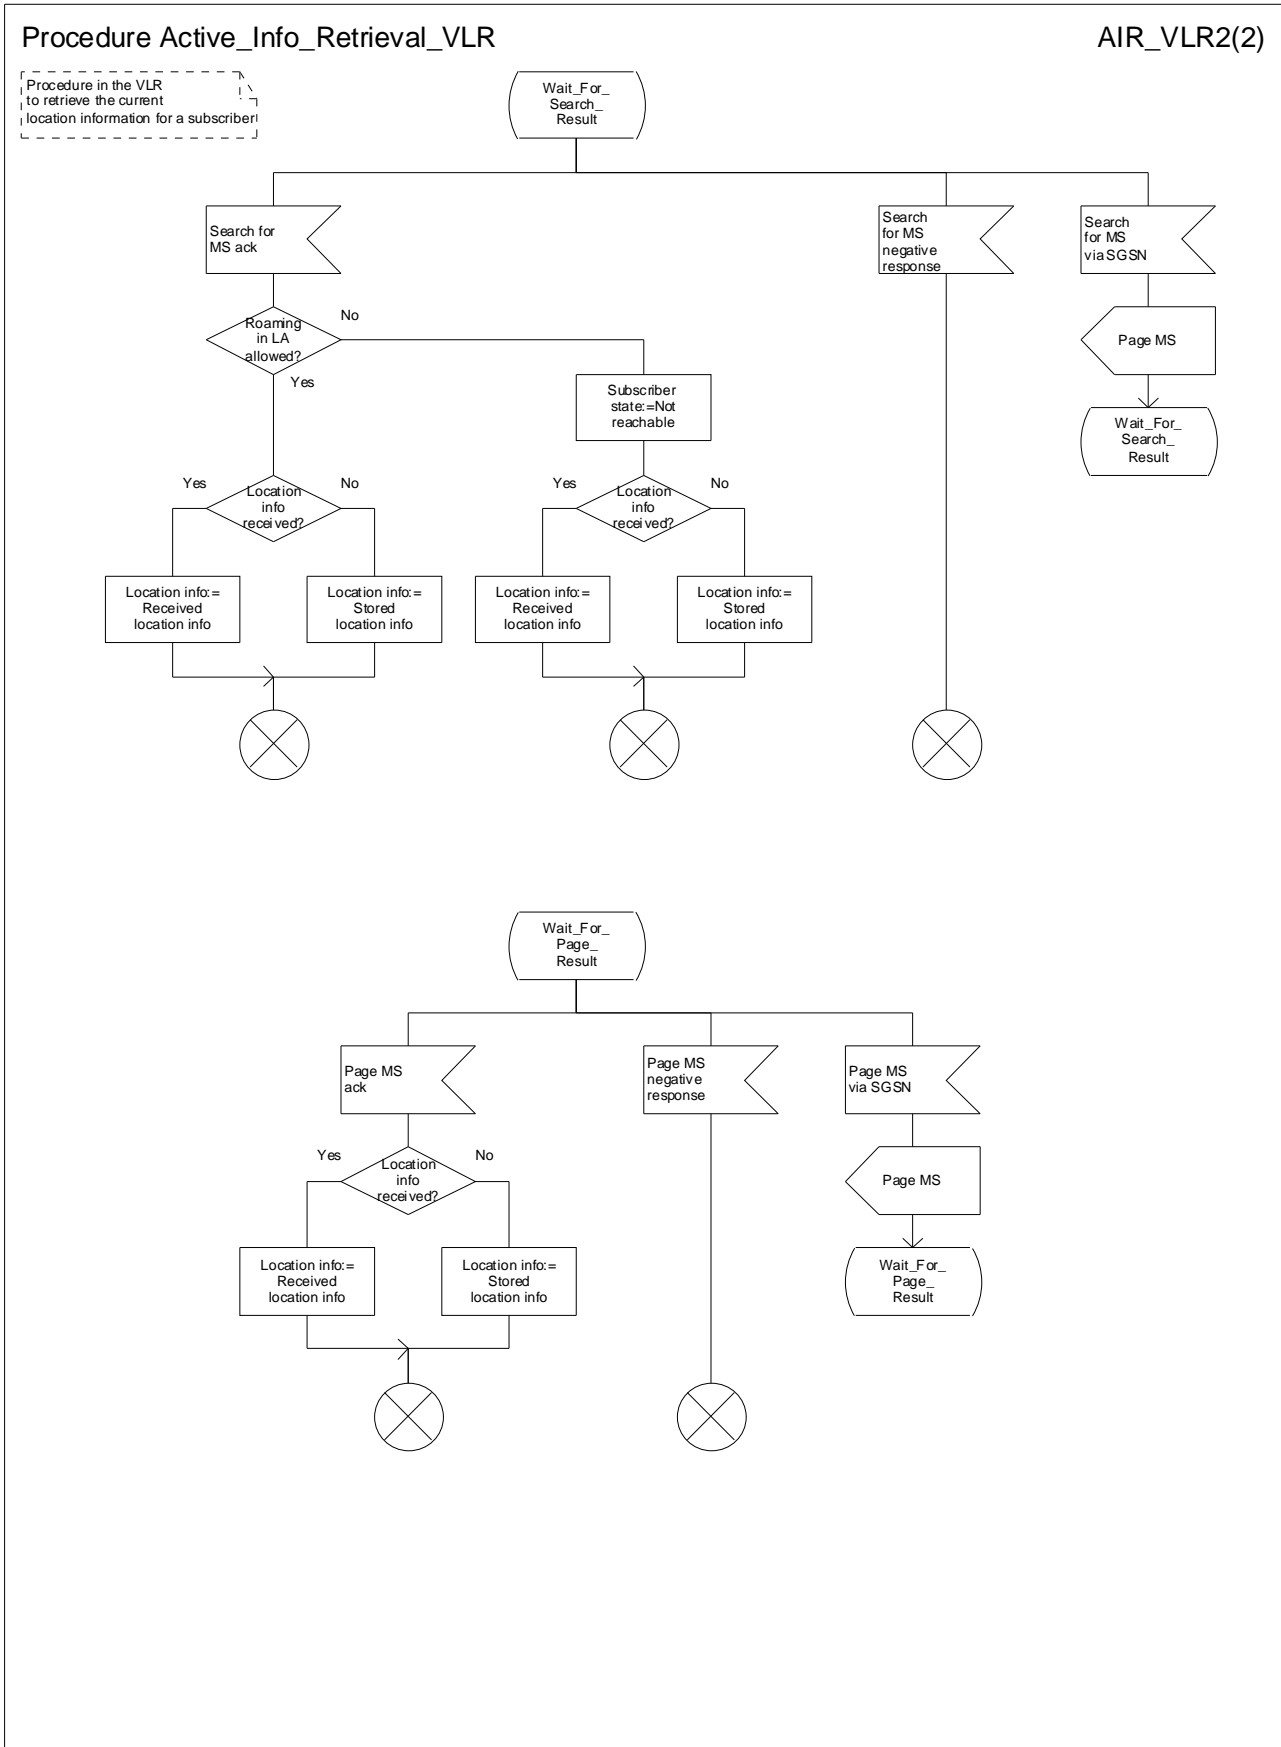 Procedure Active_Info_Retrieval_VLR
AIR_VLR2(2)
Procedure in the VLR
to retrieve the current
location information for a subscriber
Wait_For_
Search_
Result
Search for
MS ack
Search
for MS
negative
response
Search
for MS
via SGSN
Roaming
in LA
allowed?
No
Yes
Page MS
Subscriber
state:=Not
reachable
Wait_For_
Search_
Result
Yes
Location
info
received?
No
Yes
Location
info
received?
No
Location info:=
Received
location info
Location info:=
Stored
location info
Location info:=
Received
location info
Location info:=
Stored
location info
Wait_For_
Page_
Result
Page MS
ack
Page MS
negative
response
Page MS
via SGSN
Yes
Location
info
received?
No
Page MS
Location info:=
Received
location info
Location info:=
Stored
location info
Wait_For_
Page_
Result